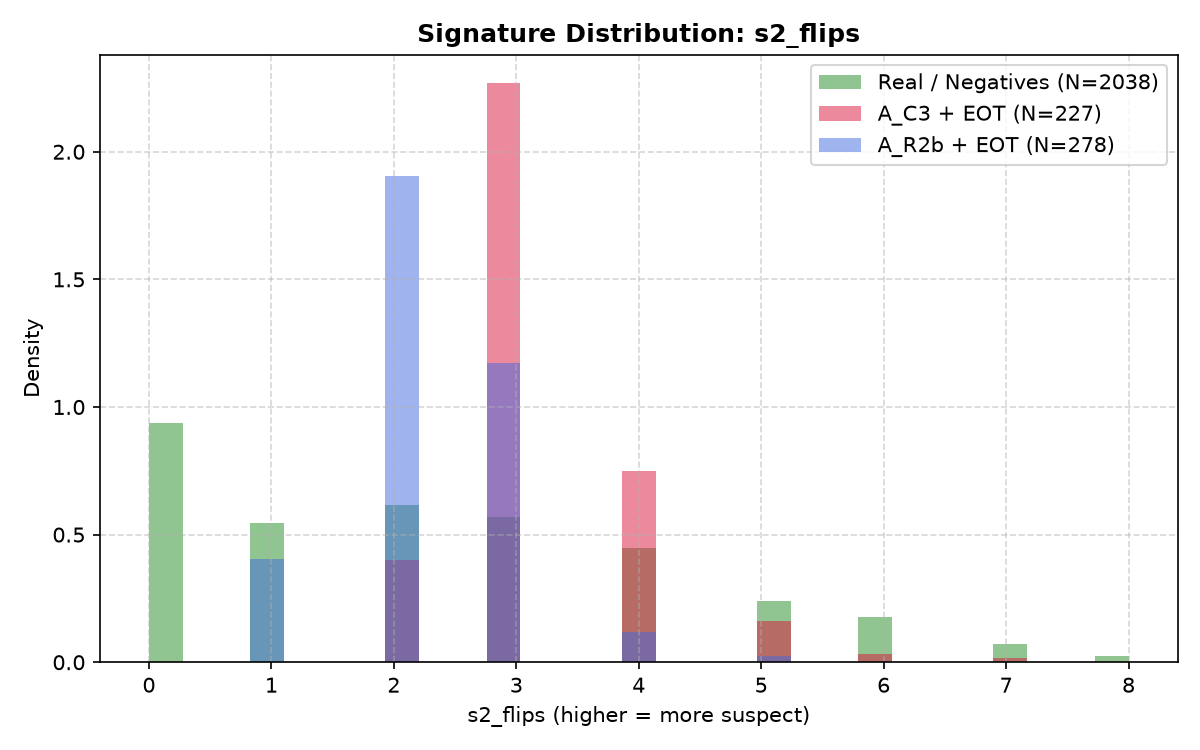 Signature Distribution: s2_flips
Real / Negatives (N=2038)
A_C3 + EOT (N=227)
A_R2b + EOT (N=278)
Density
2.0
1.5
1.0
0.5
0.0
0 1 2 3 4 5 6 7 8
s2_flips (higher = more suspect)